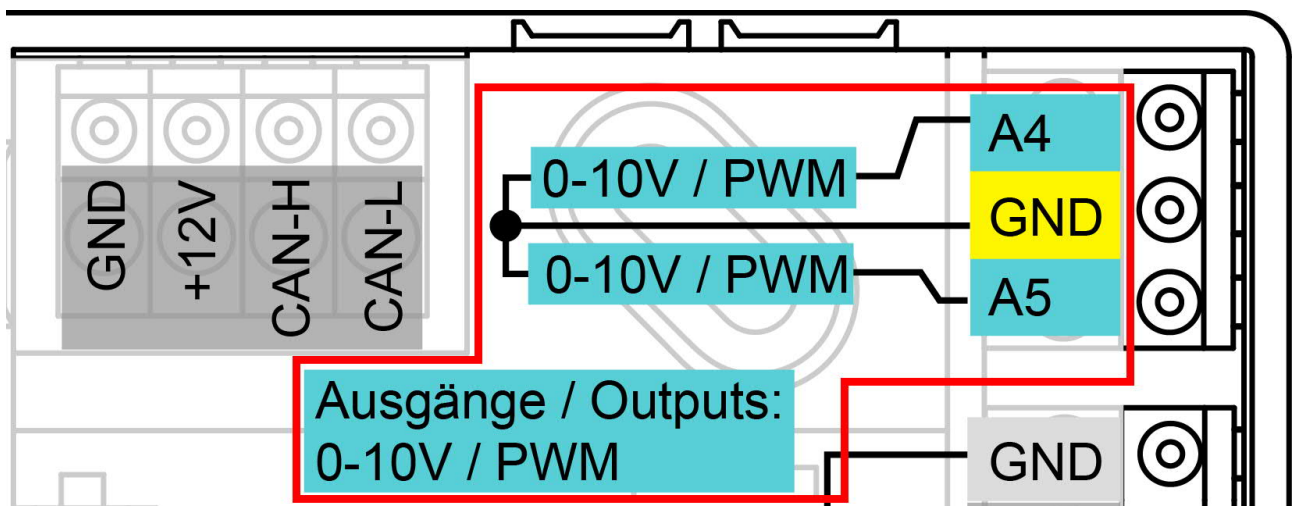 GND
+12V
CAN-H
CAN-L
0-10V / PWM
A4
GND
0-10V / PWM
A5
Ausgänge / Outputs:
0-10V / PWM
GND